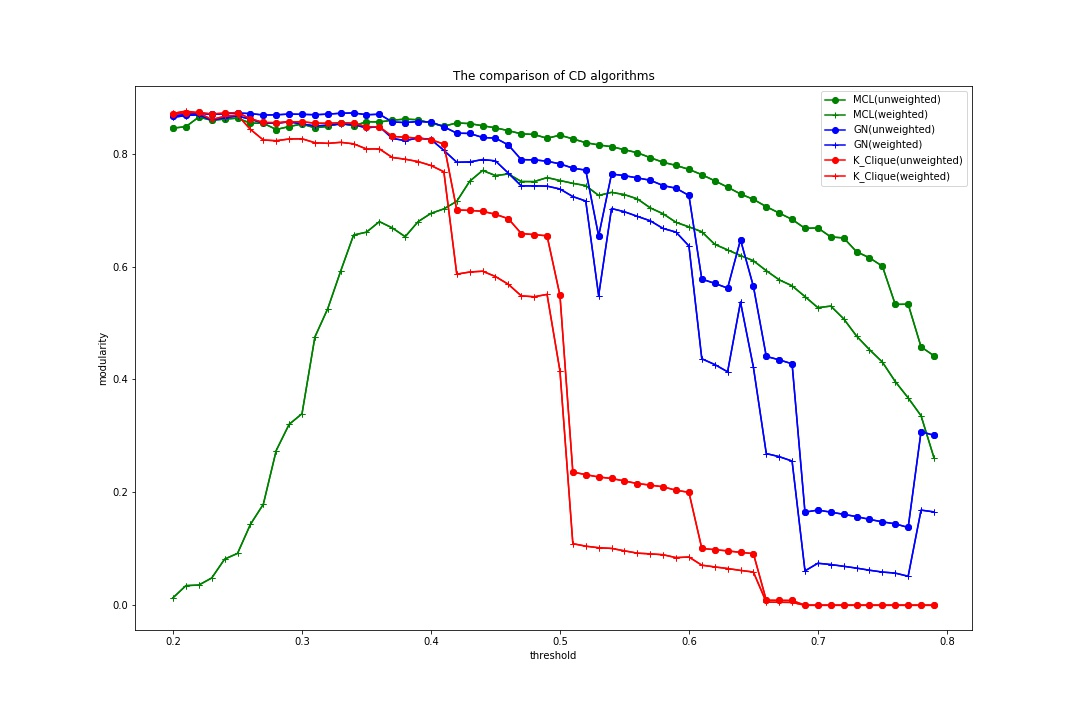 The comparison of CD algorithms
MCL(unweighted)
MCL(weighted)
GN(unweighted)
GN(weighted)
K_Clique(unweighted)
K_Clique(weighted)
modularity
0.8
0.6
0.4
0.2
0.0
0.2 0.3 0.4 0.5 0.6 0.7 0.8
threshold